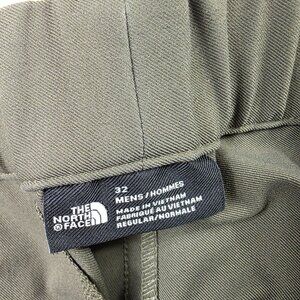 32
MENS / HOMMES
THE
NORTH
FACE
MADE IN VIETNAM
FABRIQUÉ AU VIETNAM
REGULAR/NORMALE